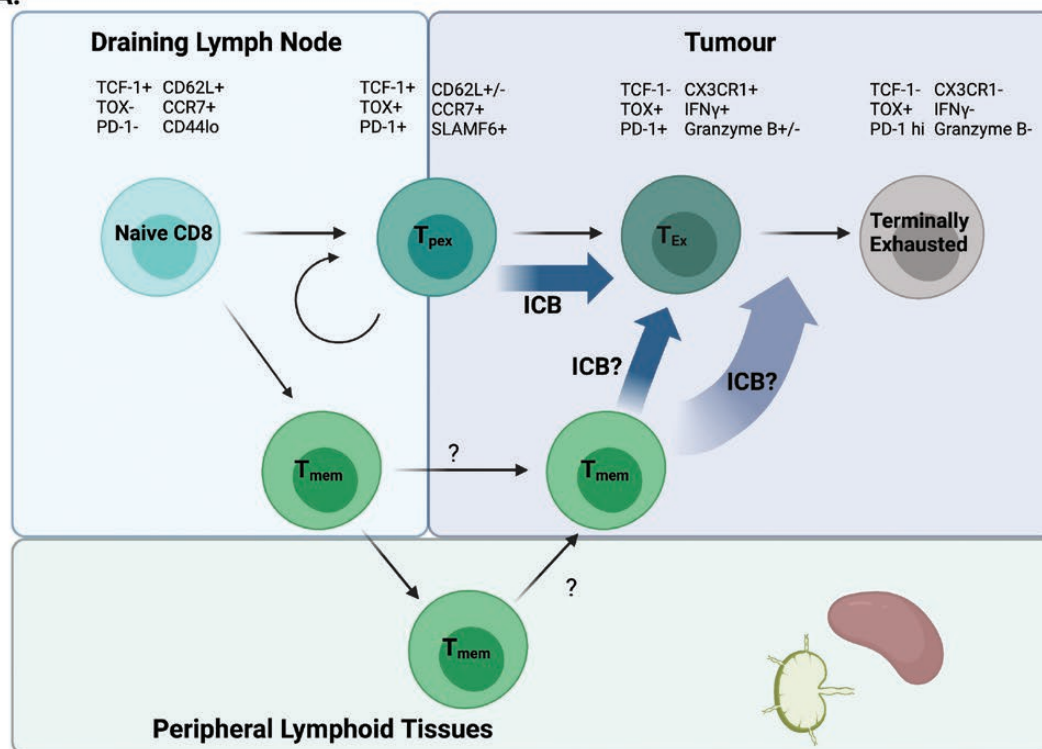 Draining Lymph Node
Tumour
TCF-1+ CD62L+
TOX- CCR7+
PD-1- CD44lo
TCF-1+ CD62L+/-
TOX+ CCR7+
PD-1+ SLAMF6+
TCF-1- CX3CR1+
TOX+ IFNγ+
PD-1+ Granzyme B+/-
TCF-1- CX3CR1-
TOX+ IFNγ-
PD-1 hi Granzyme B-
Naive CD8
Tpex
TEx
Terminally
Exhausted
ICB
ICB?
ICB?
Tmem
?
Tmem
?
Tmem
Peripheral Lymphoid Tissues